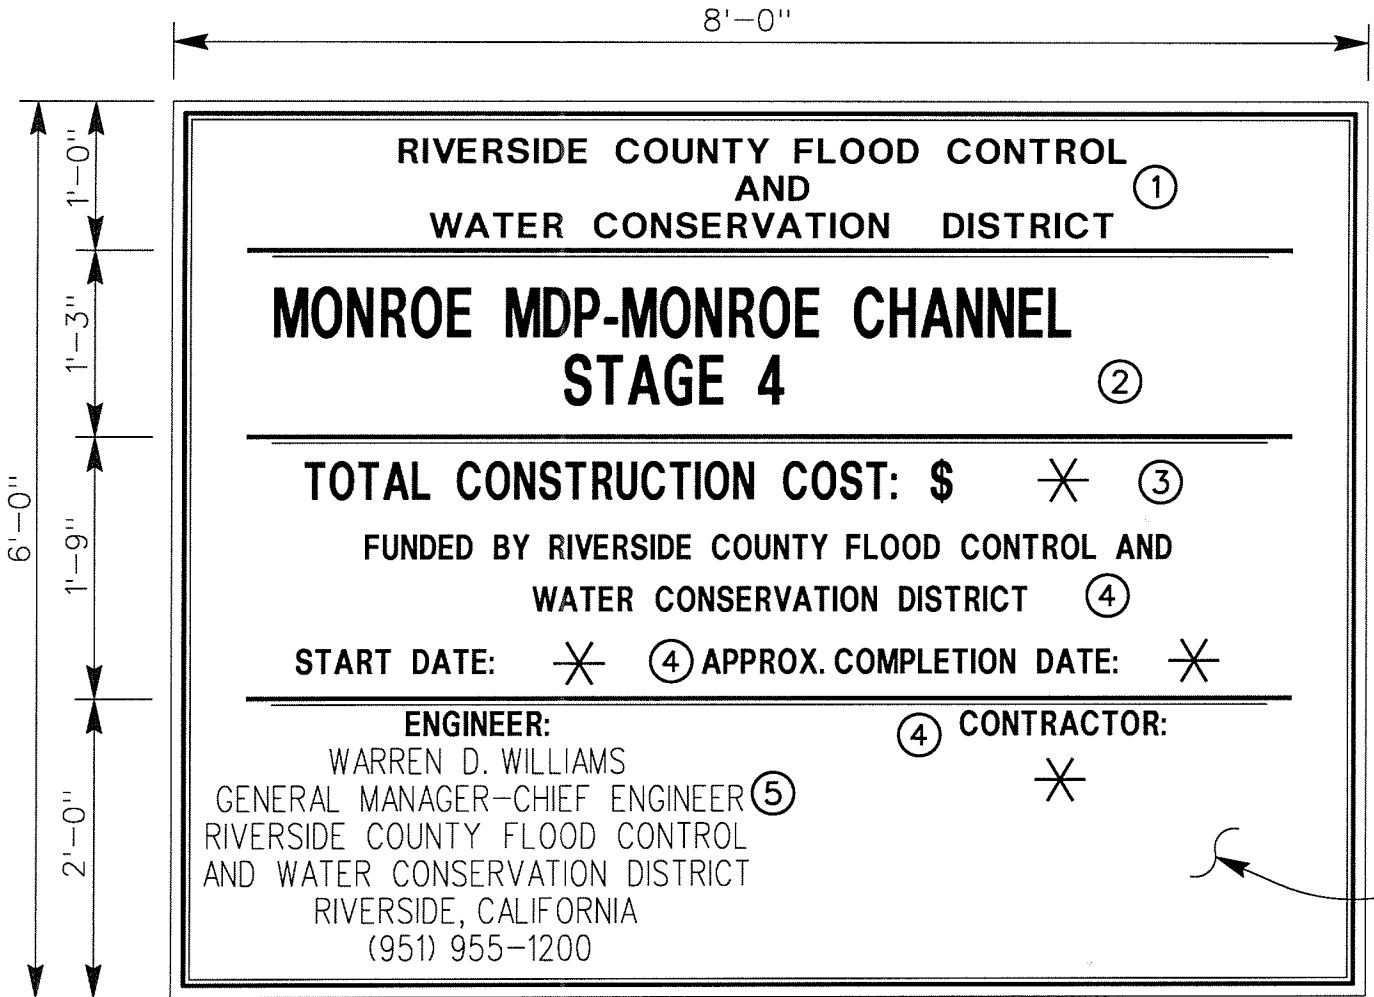 8'-0"
1'-0"
1'-3"
6'-0"
1'-9"
2'-0"
RIVERSIDE COUNTY FLOOD CONTROL
AND
WATER CONSERVATION DISTRICT
1
MONROE MDP-MONROE CHANNEL
STAGE 4
2
TOTAL CONSTRUCTION COST: $ * 3
FUNDED BY RIVERSIDE COUNTY FLOOD CONTROL AND
WATER CONSERVATION DISTRICT 4
START DATE: * 4 APPROX. COMPLETION DATE: *
ENGINEER:
WARREN D. WILLIAMS
GENERAL MANAGER-CHIEF ENGINEER 5
RIVERSIDE COUNTY FLOOD CONTROL
AND WATER CONSERVATION DISTRICT
RIVERSIDE, CALIFORNIA
(951) 955-1200
4 CONTRACTOR:
*